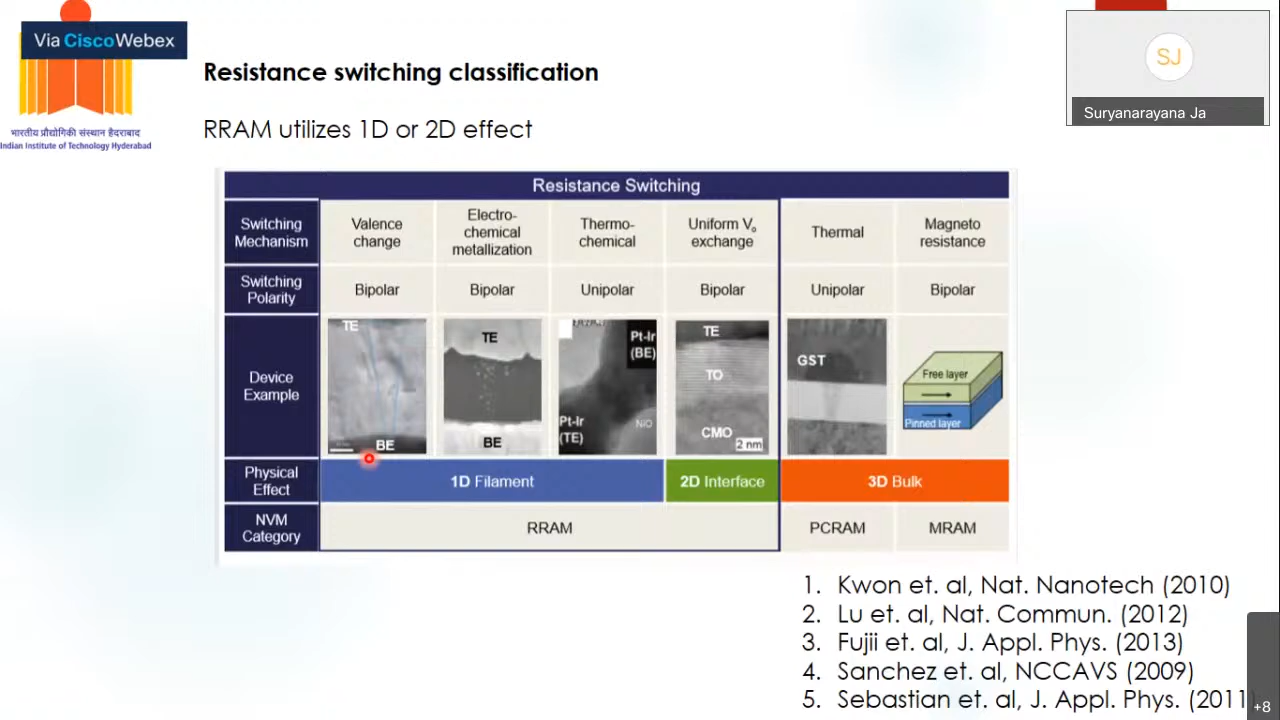 Via Cisco Webex
भारतीय प्रौद्योगिकी संस्थान हैदराबाद
Indian Institute of Technology Hyderabad
SJ
Suryanarayana Ja
Resistance switching classification
RRAM utilizes 1D or 2D effect
Resistance Switching
Switching Mechanism
Valence change
Electro-chemical metallization
Thermo-chemical
Uniform Vₒ exchange
Thermal
Magneto resistance
Switching Polarity
Bipolar
Bipolar
Unipolar
Bipolar
Unipolar
Bipolar
Device Example
TE
BE
TE
BE
Pt-Ir (BE)
Pt-Ir (TE)
NiO
TE
TO
CMO
2 nm
GST
Free layer
Pinned layer
Physical Effect
1D Filament
2D Interface
3D Bulk
NVM Category
RRAM
PCRAM
MRAM
1. Kwon et. al, Nat. Nanotech (2010)
2. Lu et. al, Nat. Commun. (2012)
3. Fujii et. al, J. Appl. Phys. (2013)
4. Sanchez et. al, NCCAVS (2009)
5. Sebastian et. al, J. Appl. Phys. (2011)
+8